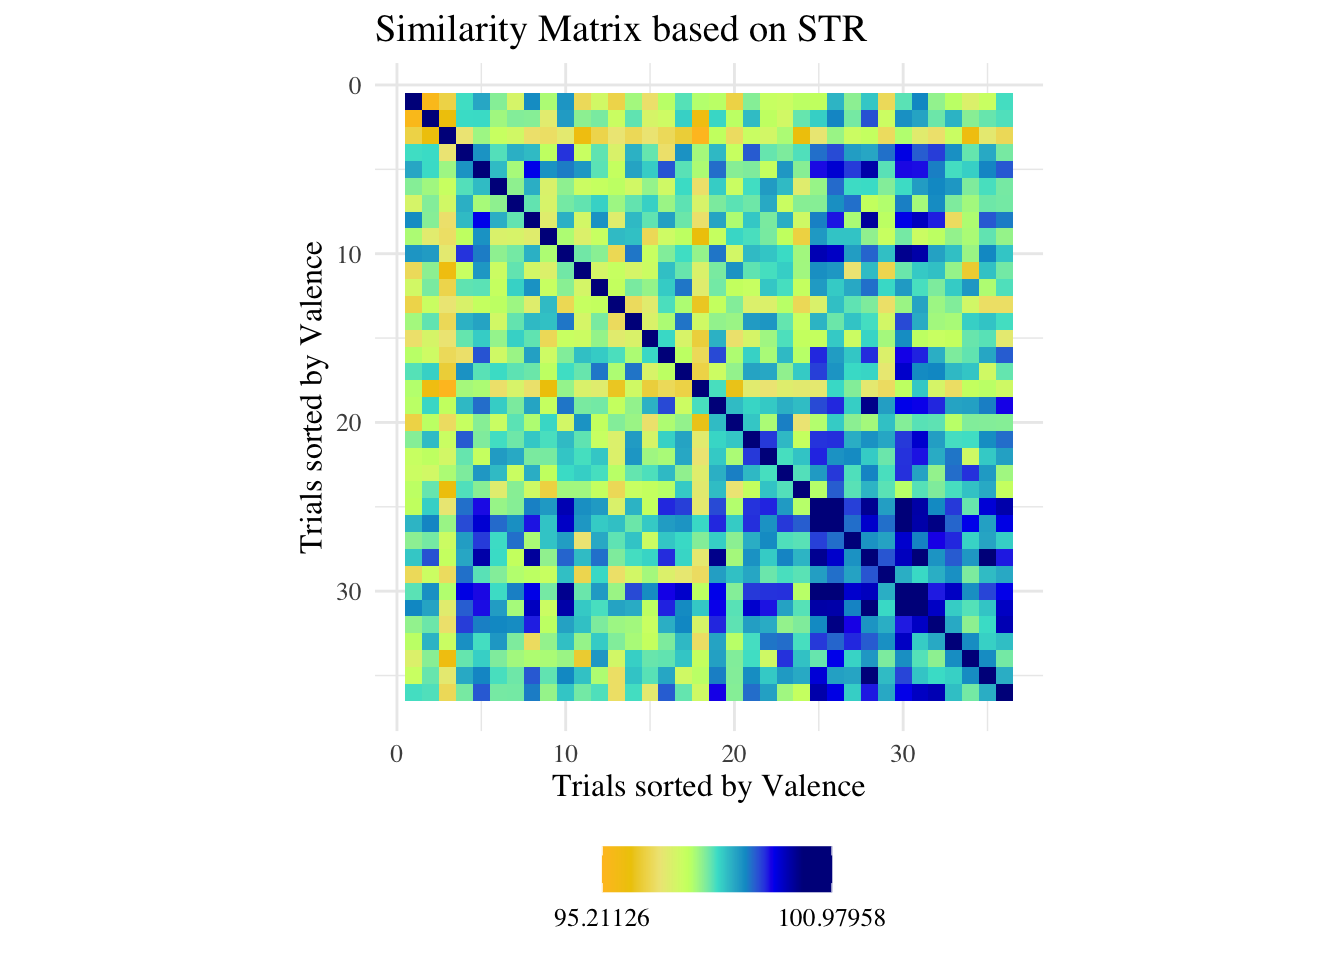 Similarity Matrix based on STR
0
10
20
30
Trials sorted by Valence
0 10 20 30
Trials sorted by Valence
95.21126 100.97958